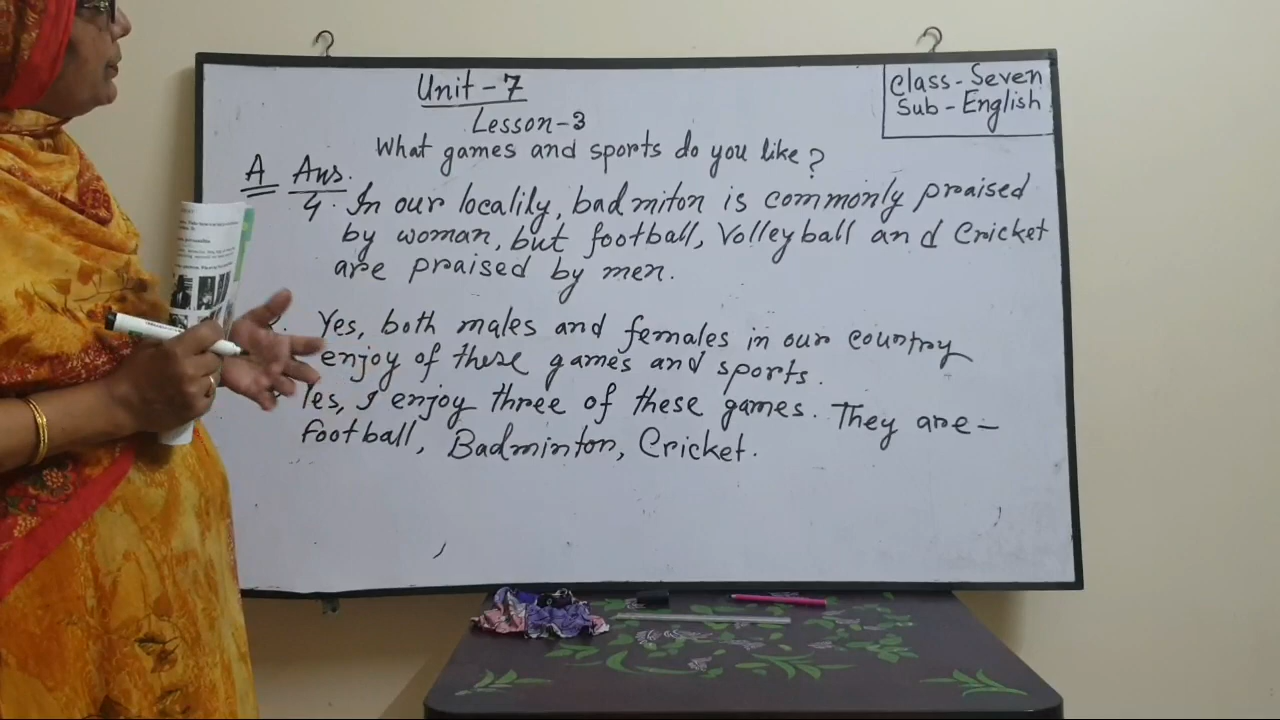 Unit - 7
Class - Seven
Sub - English
Lesson - 3
What games and sports do you like?
A Ans.
4. In our localily, badmiton is commonly praised
by woman, but football, Volleyball and Cricket
are praised by men.
Yes, both males and females in our country
enjoy of these games and sports.
Yes, I enjoy three of these games. They are -
football, Badminton, Cricket.